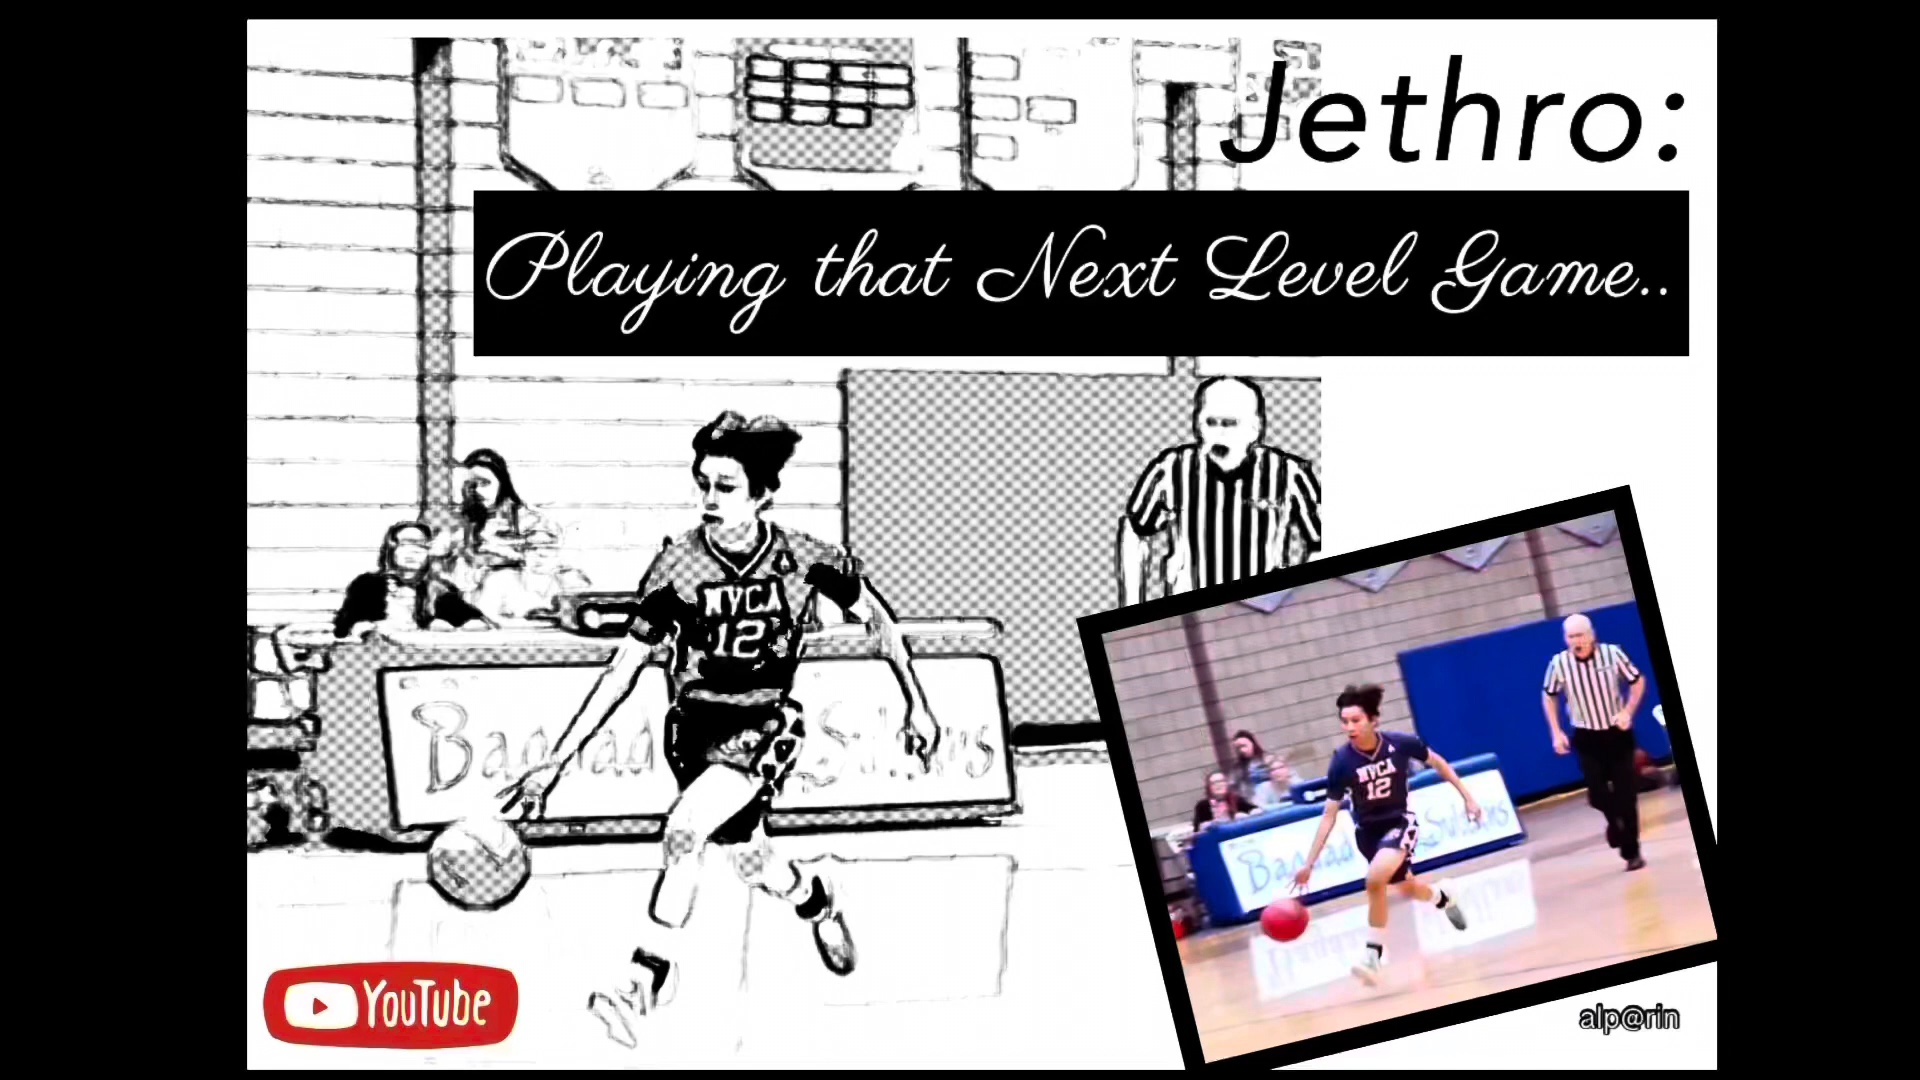 Jethro:
Playing that Next Level Game..
NVCA
12
NVCA
12
YouTube
alp@rin